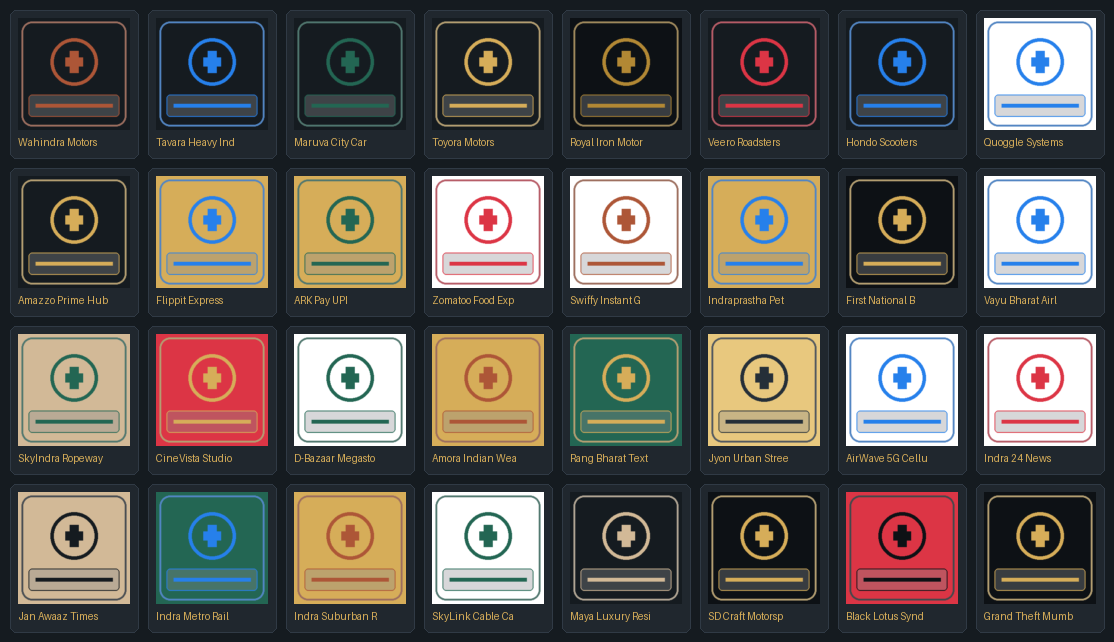 Wahindra Motors
Tavara Heavy Ind
Maruva City Car
Toyora Motors
Royal Iron Motor
Veero Roadsters
Hondo Scooters
Quoggle Systems
Amazzo Prime Hub
Flippit Express
ARK Pay UPI
Zomatoo Food Exp
Swiffy Instant G
Indraprastha Pet
First National B
Vayu Bharat Airl
SkyIndra Ropeway
CineVista Studio
D-Bazaar Megasto
Amora Indian Wea
Rang Bharat Text
Jyon Urban Stree
AirWave 5G Cellu
Indra 24 News
Jan Awaaz Times
Indra Metro Rail
Indra Suburban R
SkyLink Cable Ca
Maya Luxury Resi
SD Craft Motorsp
Black Lotus Synd
Grand Theft Mumb